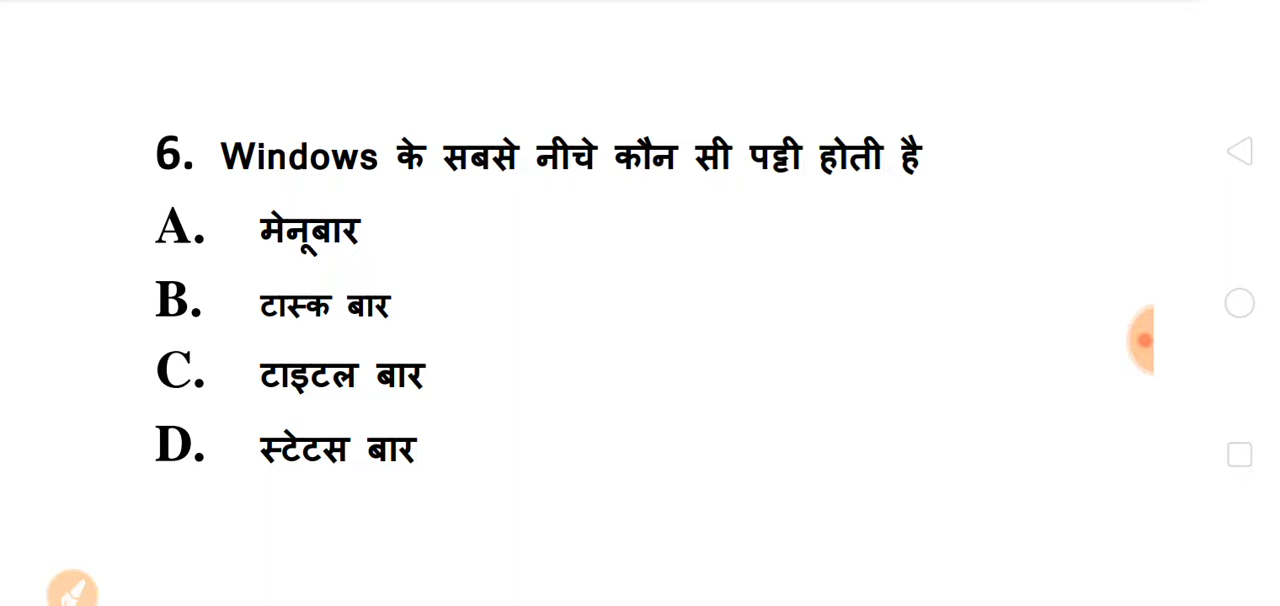 6. Windows के सबसे नीचे कौन सी पट्टी होती है
A. मेनूबार
B. टास्क बार
C. टाइटल बार
D. स्टेटस बार